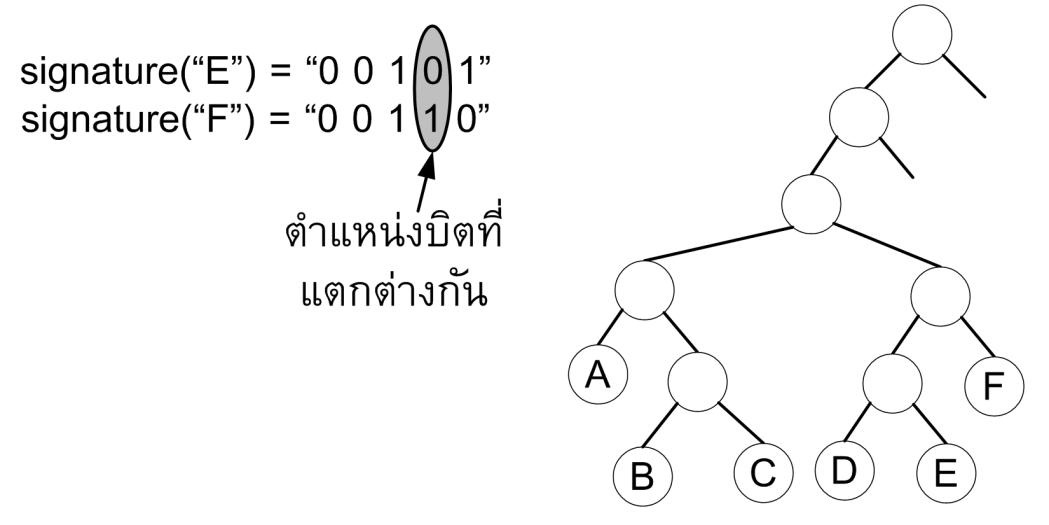 signature(“E”) = “0 0 1 0 1”
signature(“F”) = “0 0 1 1 0”
ตำแหน่งบิตที่
แตกต่างกัน
A
F
B
C
D
E